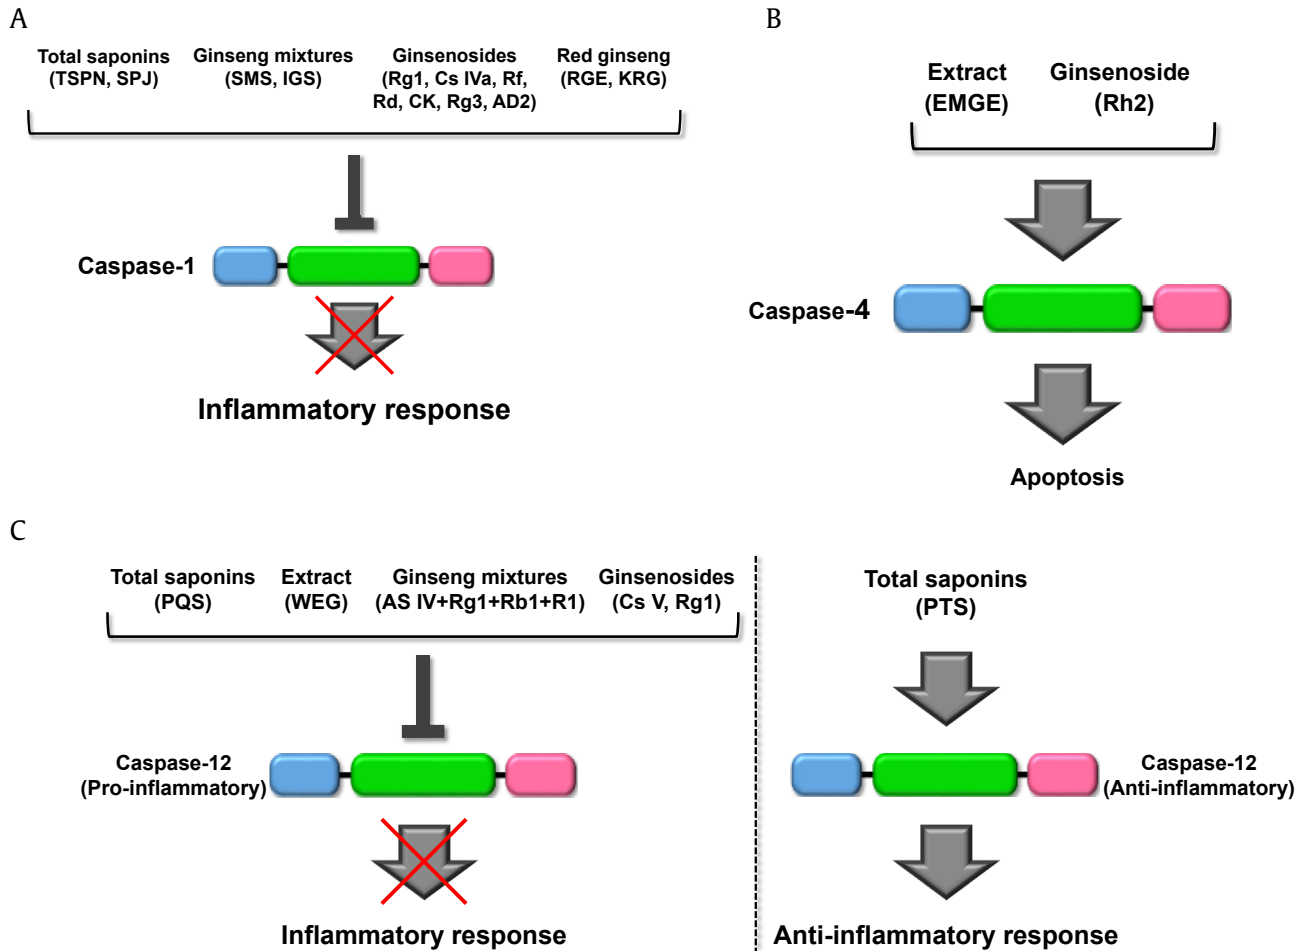 A
Total saponins
(TSPN, SPJ)
Ginseng mixtures
(SMS, IGS)
Ginsenosides
(Rg1, Cs IVa, Rf,
Rd, CK, Rg3, AD2)
Red ginseng
(RGE, KRG)
Caspase-1
Inflammatory response
B
Extract
(EMGE)
Ginsenoside
(Rh2)
Caspase-4
Apoptosis
C
Total saponins
(PQS)
Extract
(WEG)
Ginseng mixtures
(AS IV+Rg1+Rb1+R1)
Ginsenosides
(Cs V, Rg1)
Caspase-12
(Pro-inflammatory)
Inflammatory response
Total saponins
(PTS)
Caspase-12
(Anti-inflammatory)
Anti-inflammatory response